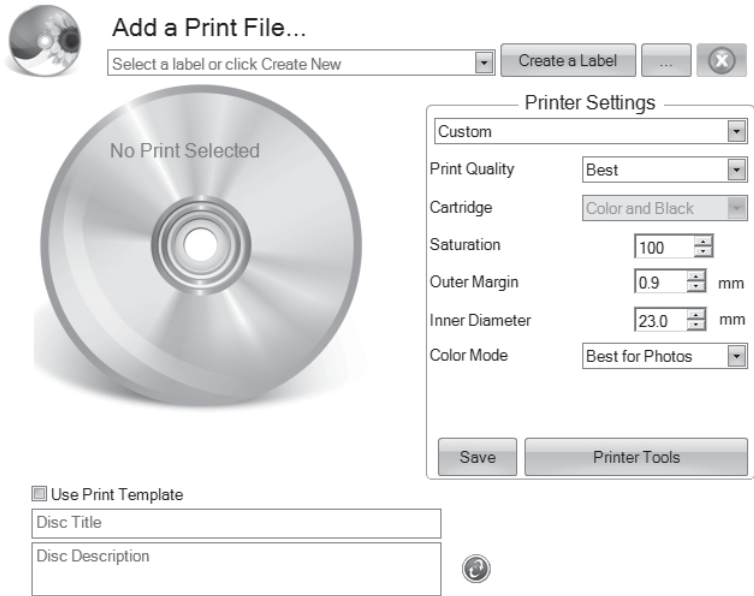 Add a Print File...
Select a label or click Create New
Create a Label
...
No Print Selected
Printer Settings
Custom
Print Quality
Best
Cartridge
Color and Black
Saturation
100
Outer Margin
0.9
mm
Inner Diameter
23.0
mm
Color Mode
Best for Photos
Save
Printer Tools
Use Print Template
Disc Title
Disc Description